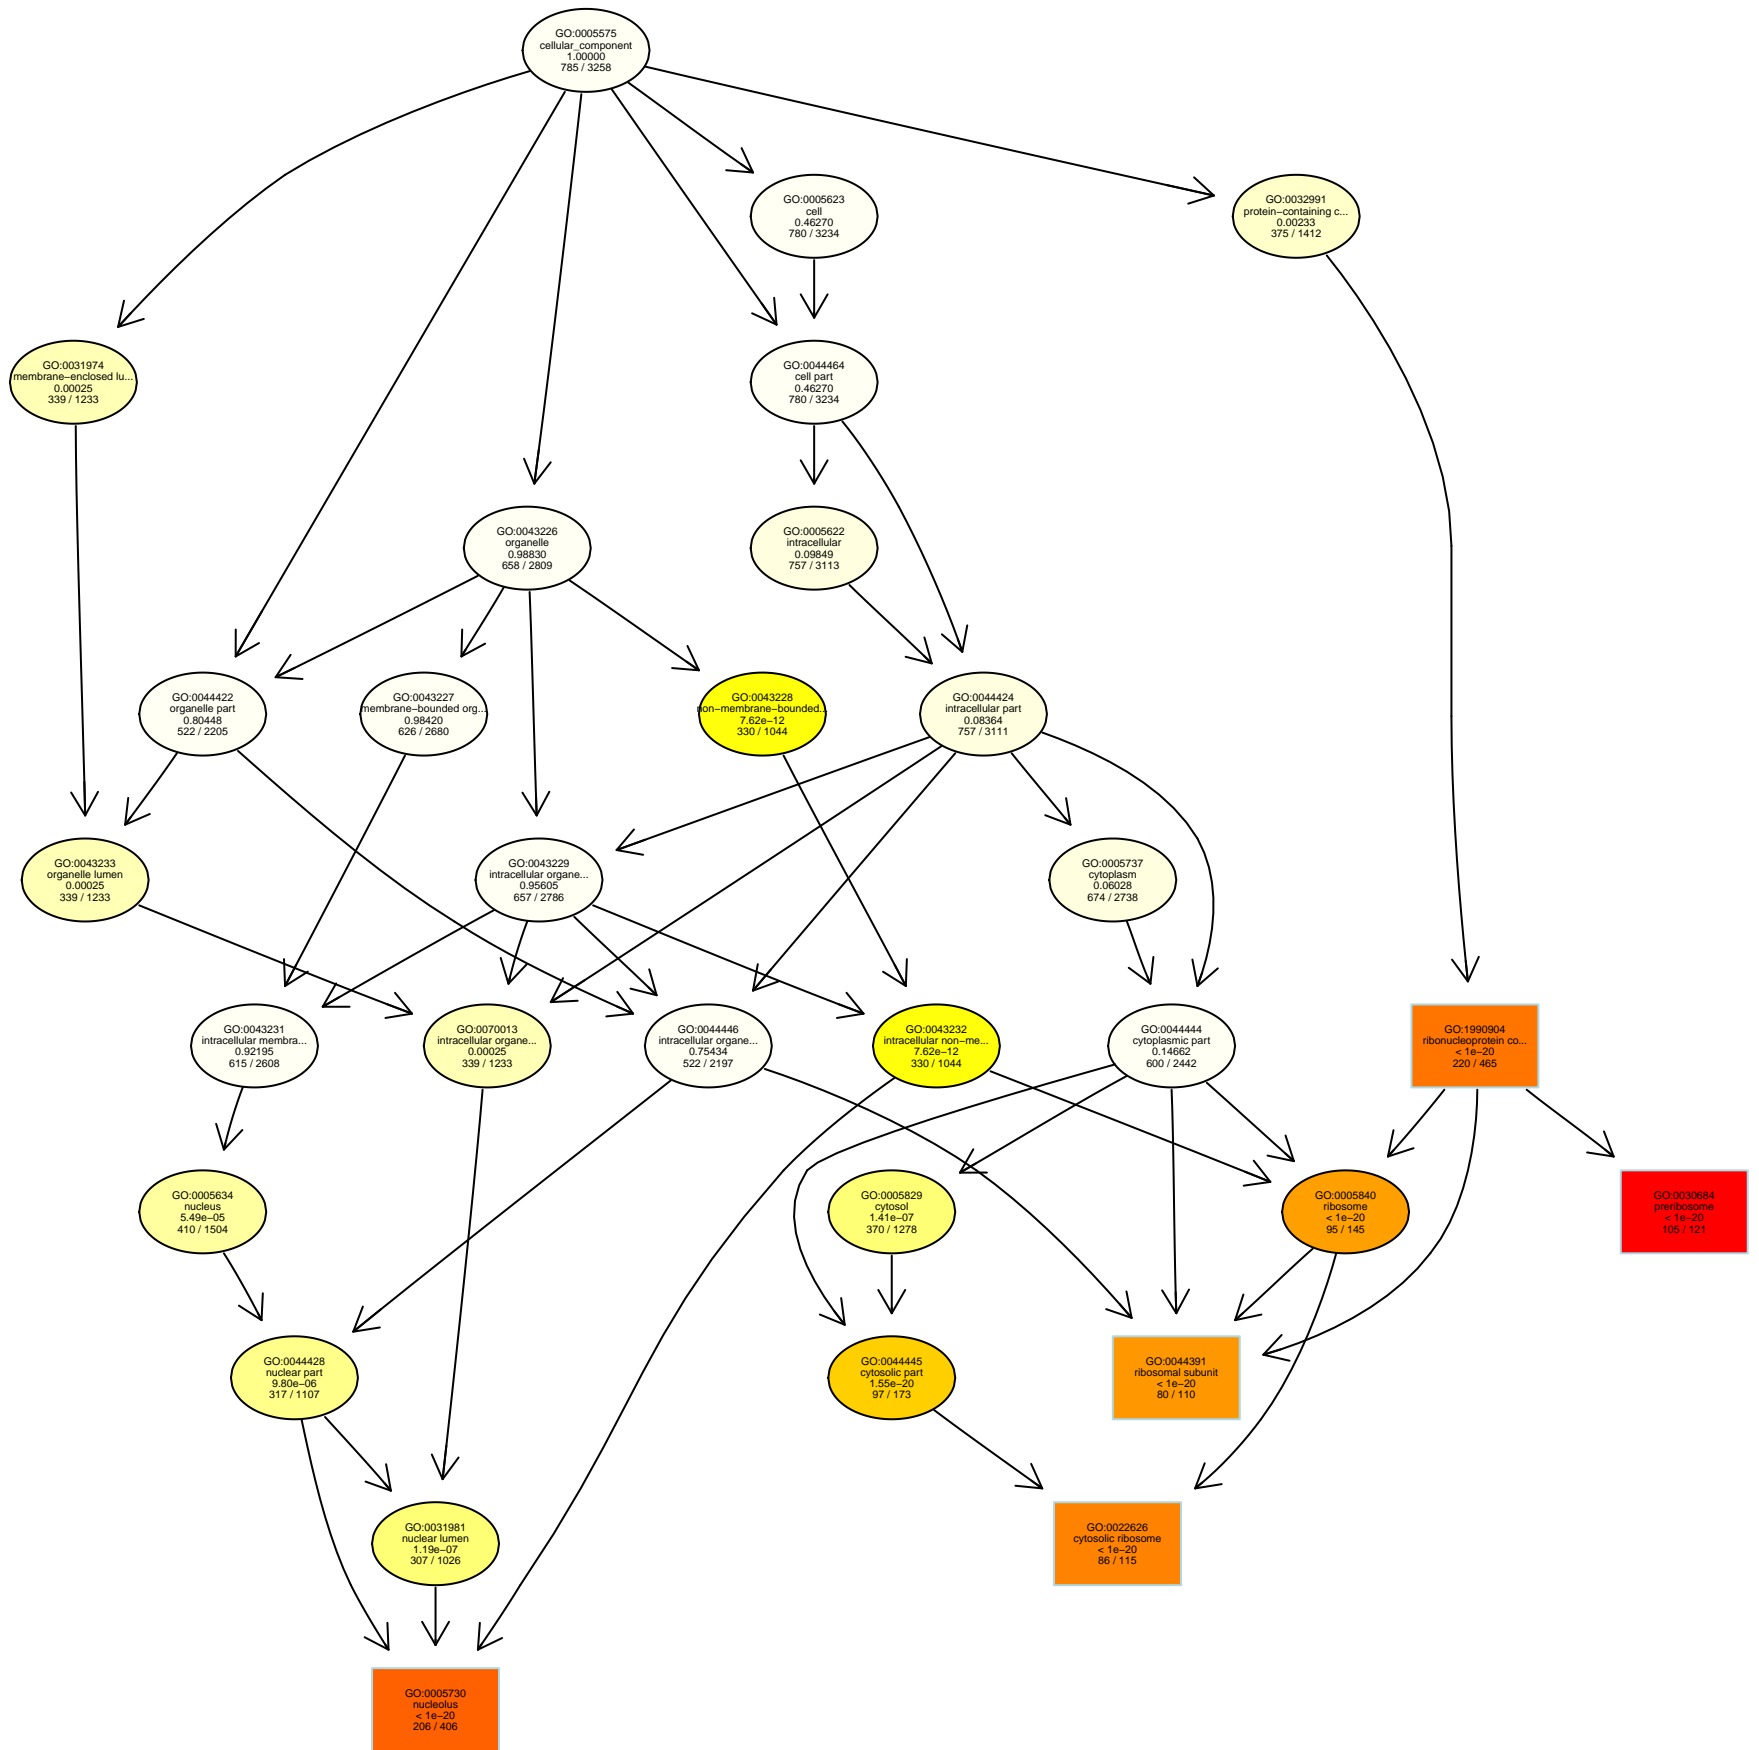 GO:0005575
cellular_component
1.00000
785 / 3258
GO:0005623
cell
0.46270
780 / 3234
GO:0032991
protein−containing c...
0.00233
375 / 1412
GO:0031974
membrane−enclosed lu...
0.00025
339 / 1233
GO:0044464
cell part
0.46270
780 / 3234
GO:0043226
organelle
0.98830
658 / 2809
GO:0005622
intracellular
0.09849
757 / 3113
GO:0044422
organelle part
0.80448
522 / 2205
GO:0043227
membrane−bounded org...
0.98420
626 / 2680
GO:0043228
non−membrane−bounded...
7.62e−12
330 / 1044
GO:0044424
intracellular part
0.08364
757 / 3111
GO:0043233
organelle lumen
0.00025
339 / 1233
GO:0043229
intracellular organe...
0.95605
657 / 2786
GO:0005737
cytoplasm
0.06028
674 / 2738
GO:0043231
intracellular membra...
0.92195
615 / 2608
GO:0070013
intracellular organe...
0.00025
339 / 1233
GO:0044446
intracellular organe...
0.75434
522 / 2197
GO:0043232
intracellular non−me...
7.62e−12
330 / 1044
GO:0044444
cytoplasmic part
0.14662
600 / 2442
GO:1990904
ribonucleoprotein co...
< 1e−20
220 / 465
GO:0005634
nucleus
5.49e−05
410 / 1504
GO:0005829
cytosol
1.41e−07
370 / 1278
GO:0005840
ribosome
< 1e−20
95 / 145
GO:0030684
preribosome
< 1e−20
105 / 121
GO:0044428
nuclear part
9.80e−06
317 / 1107
GO:0044445
cytosolic part
1.55e−20
97 / 173
GO:0044391
ribosomal subunit
< 1e−20
80 / 110
GO:0031981
nuclear lumen
1.19e−07
307 / 1026
GO:0022626
cytosolic ribosome
< 1e−20
86 / 115
GO:0005730
nucleolus
< 1e−20
206 / 406